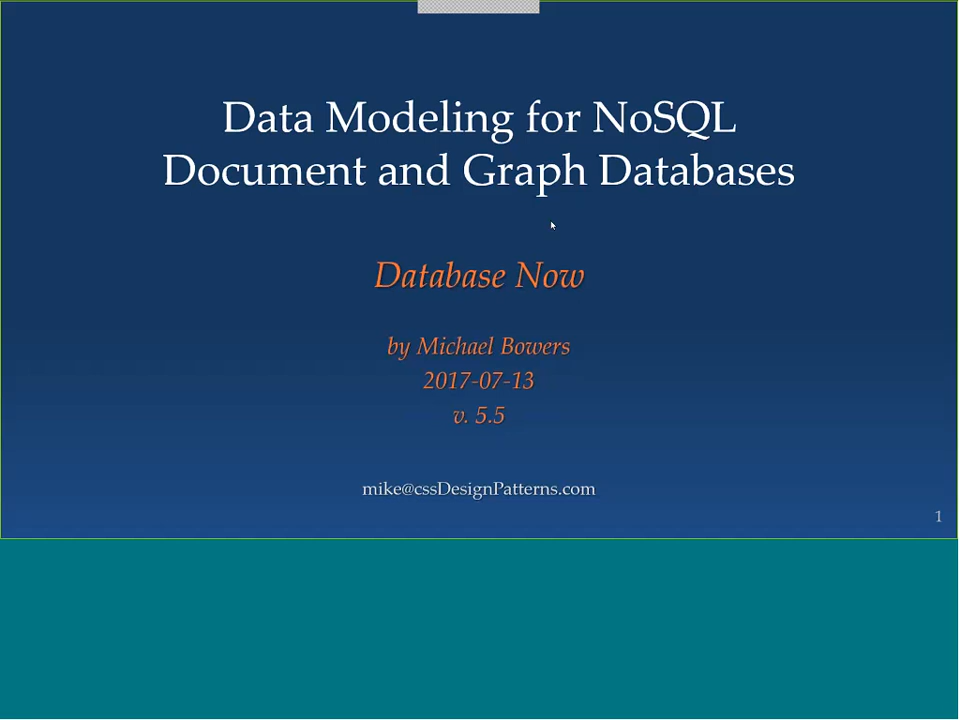 Data Modeling for NoSQL
Document and Graph Databases
Database Now
by Michael Bowers
2017-07-13
v. 5.5
mike@cssDesignPatterns.com
1